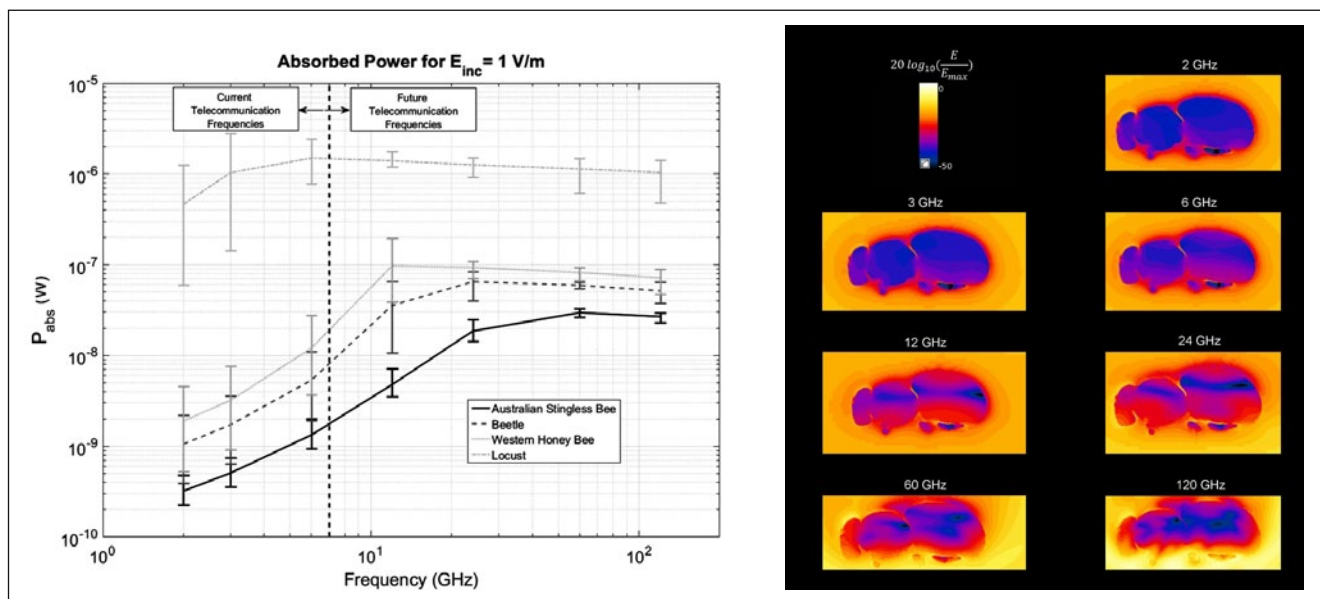 Absorbed Power for E_inc = 1 V/m
Current
Telecommunication
Frequencies
Future
Telecommunication
Frequencies
10^-5
10^-6
10^-7
10^-8
10^-9
10^-10
P_abs (W)
Australian Stingless Bee
Beetle
Western Honey Bee
Locust
10^0
10^1
10^2
Frequency (GHz)
20 log_10(E/E_max)
0
-50
2 GHz
3 GHz
6 GHz
12 GHz
24 GHz
60 GHz
120 GHz